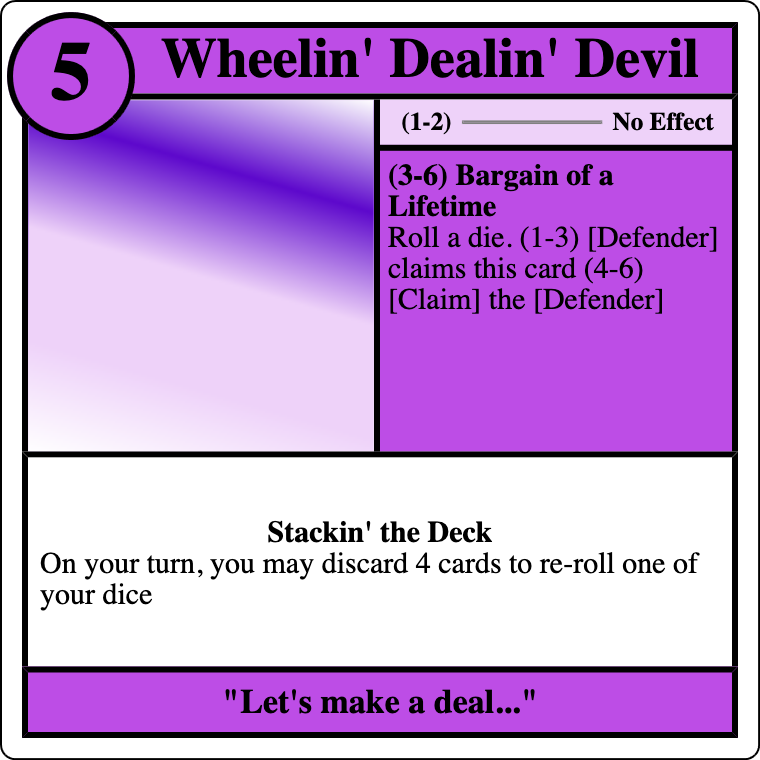 5
Wheelin' Dealin' Devil
(1-2) No Effect
(3-6) Bargain of a
Lifetime
Roll a die. (1-3) [Defender]
claims this card (4-6)
[Claim] the [Defender]
Stackin' the Deck
On your turn, you may discard 4 cards to re-roll one of
your dice
"Let's make a deal..."